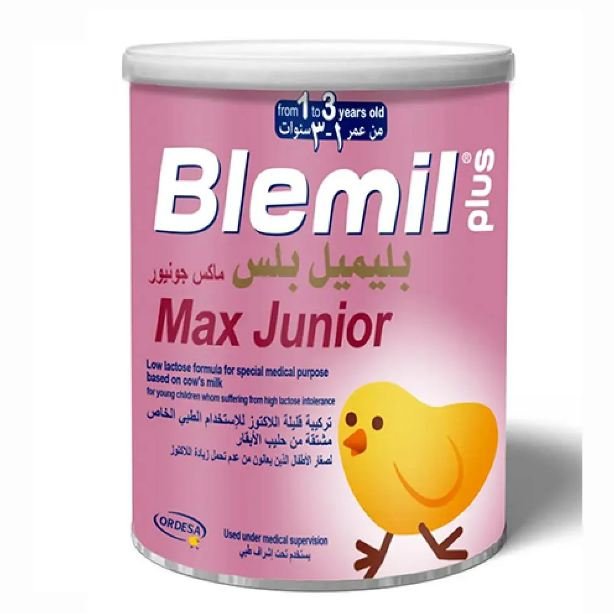 from 1 to 3 years old
من عمر ١-٣ سنوات
Blemil® plus
بليميل بلس ماكس جونيور
Max Junior
Low lactose formula for special medical purpose
based on cow's milk
for young children whom suffering from high lactose intolerance
تركيبة قليلة اللاكتوز للإستخدام الطبي الخاص
مشتقة من حليب الأبقار
لصغار الأطفال الذين يعانون من عدم تحمل زيادة اللاكتوز
ORDESA
Used under medical supervision
يستخدم تحت إشراف طبي